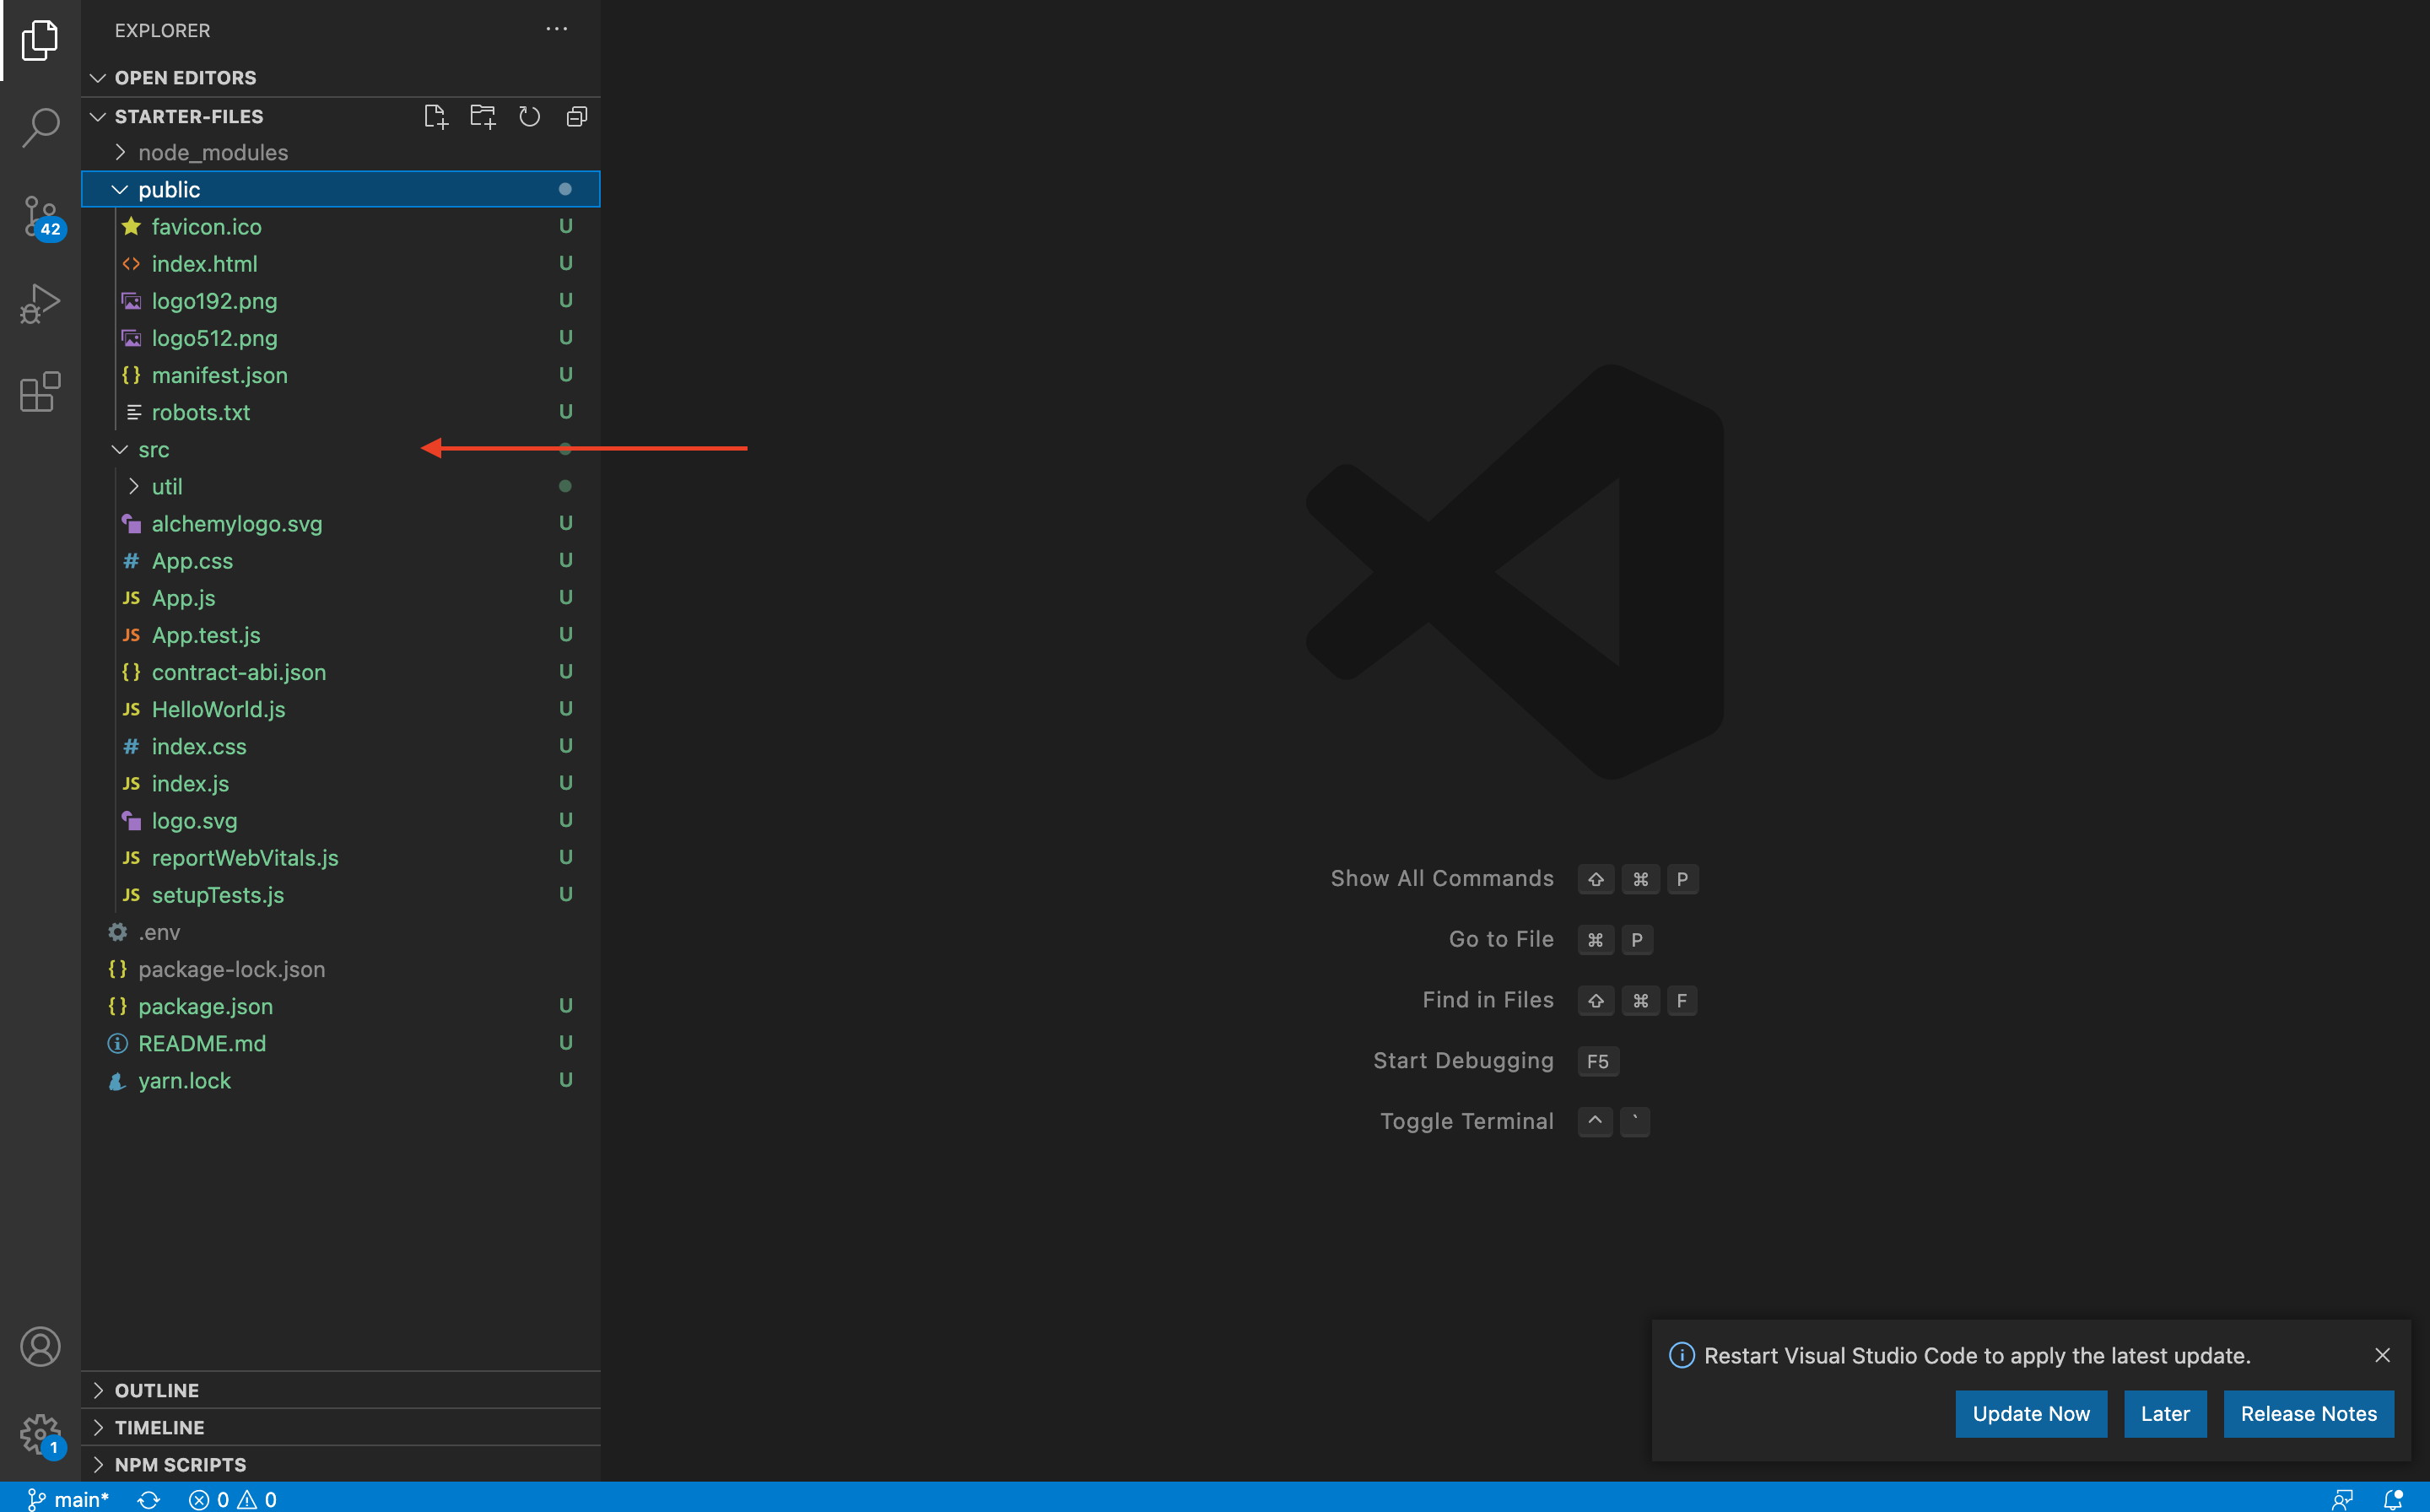 EXPLORER
OPEN EDITORS
STARTER-FILES
node_modules
public
favicon.ico U
index.html U
logo192.png U
logo512.png U
manifest.json U
robots.txt U
src
util
alchemylogo.svg U
App.css U
App.js U
App.test.js U
contract-abi.json U
HelloWorld.js U
index.css U
index.js U
logo.svg U
reportWebVitals.js U
setupTests.js U
.env
package-lock.json
package.json U
README.md U
yarn.lock U
OUTLINE
TIMELINE
NPM SCRIPTS
42
1
Show All Commands ⇧ ⌘ P
Go to File ⌘ P
Find in Files ⇧ ⌘ F
Start Debugging F5
Toggle Terminal ^ `
Restart Visual Studio Code to apply the latest update.
Update Now Later Release Notes
main* 0 0